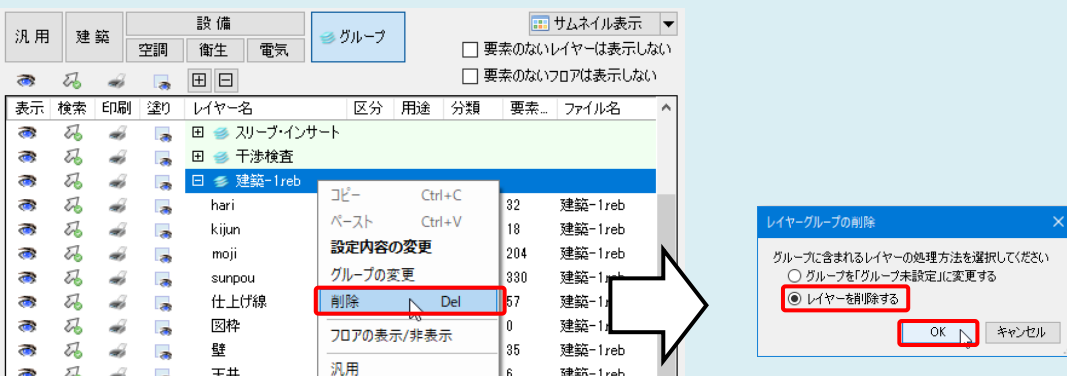 汎用
建築
設備
空調
衛生
電気
グループ
サムネイル表示
要素のないレイヤーは表示しない
要素のないフロアは表示しない
表示 検索 印刷 塗り レイヤー名 区分 用途 分類 要素... ファイル名
スリーブ・インサート
干渉検査
建築-1reb
hari 32 建築-1reb
kijun 18 建築-1reb
moji 204 建築-1reb
sunpou 330 建築-1reb
仕上げ線 57 建築-1
図枠 0 建築-1
壁 35 建築-1reb
天井 6 建築-1reb
コピー Ctrl+C
ペースト Ctrl+V
設定内容の変更
グループの変更
削除 Del
フロアの表示/非表示
汎用
レイヤーグループの削除
グループに含まれるレイヤーの処理方法を選択してください
グループを「グループ未設定」に変更する
レイヤーを削除する
OK キャンセル